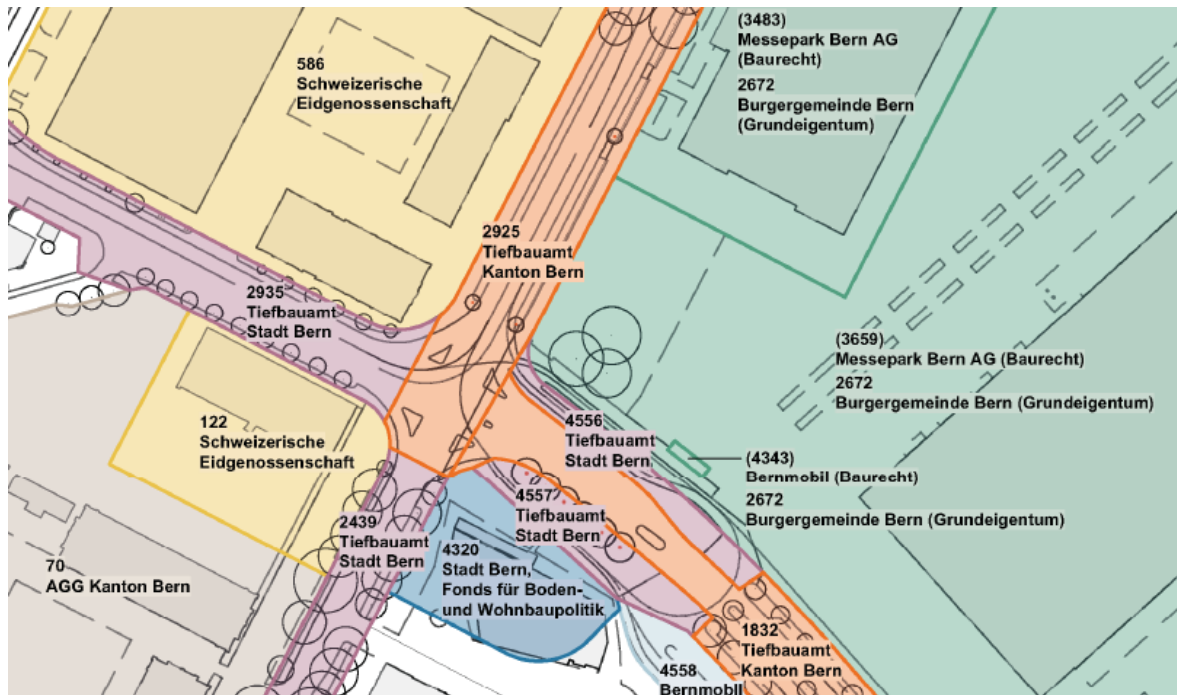 586
Schweizerische
Eidgenossenschaft
(3483)
Messepark Bern AG
(Baurecht)
2672
Burgergemeinde Bern
(Grundeigentum)
2925
Tiefbauamt
Kanton Bern
2935
Tiefbauamt
Stadt Bern
(3659)
Messepark Bern AG (Baurecht)
2672
Burgergemeinde Bern (Grundeigentum)
122
Schweizerische
Eidgenossenschaft
4556
Tiefbauamt
Stadt Bern
(4343)
Bernmobil (Baurecht)
2672
Burgergemeinde Bern (Grundeigentum)
4557
Tiefbauamt
Stadt Bern
2439
Tiefbauamt
Stadt Bern
4320
Stadt Bern,
Fonds für Boden-
und Wohnbaupolitik
70
AGG Kanton Bern
1832
Tiefbauamt
Kanton Bern
4558
Bernmobil